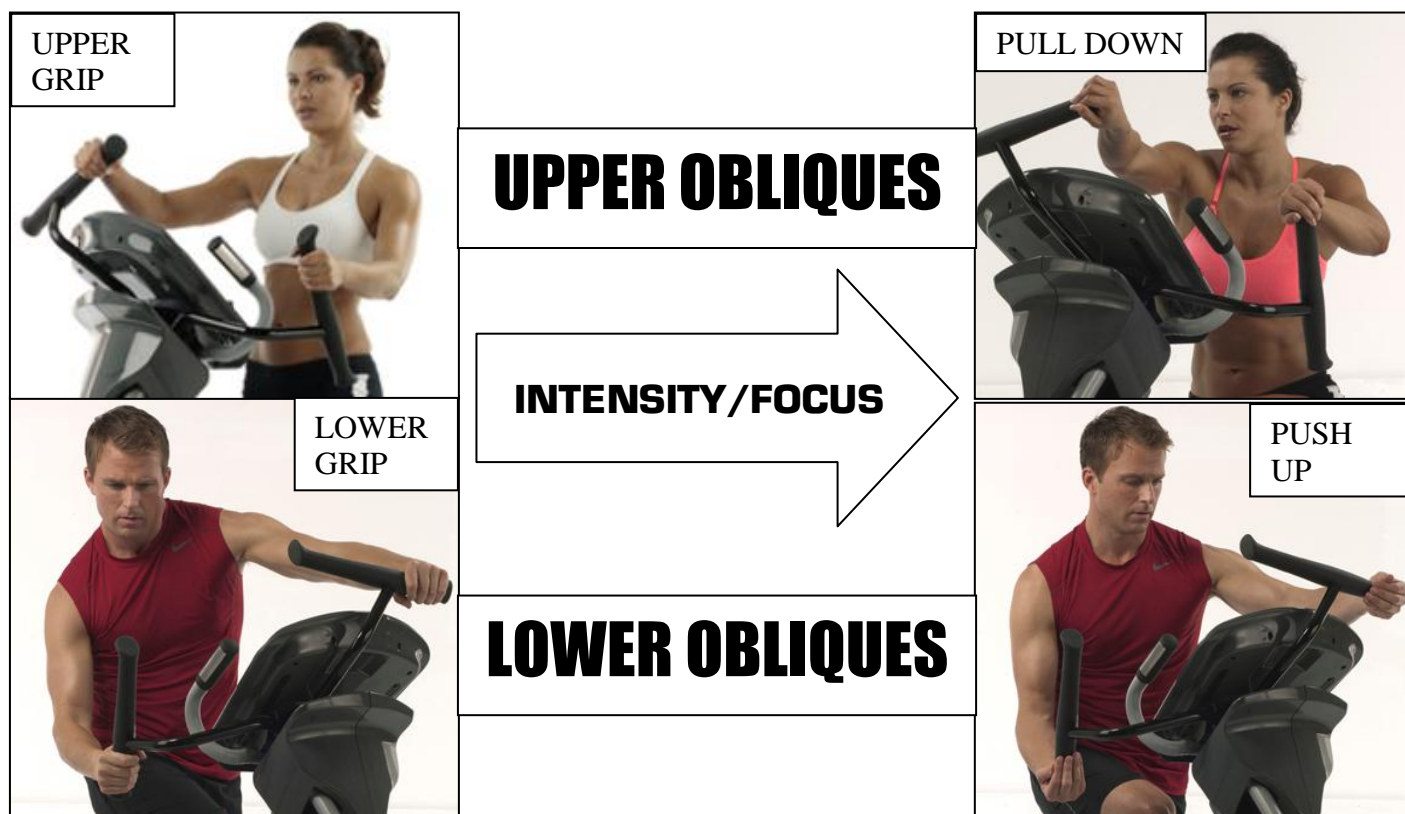 UPPER
GRIP
PULL DOWN
UPPER OBLIQUES
INTENSITY/FOCUS
LOWER
GRIP
PUSH
UP
LOWER OBLIQUES